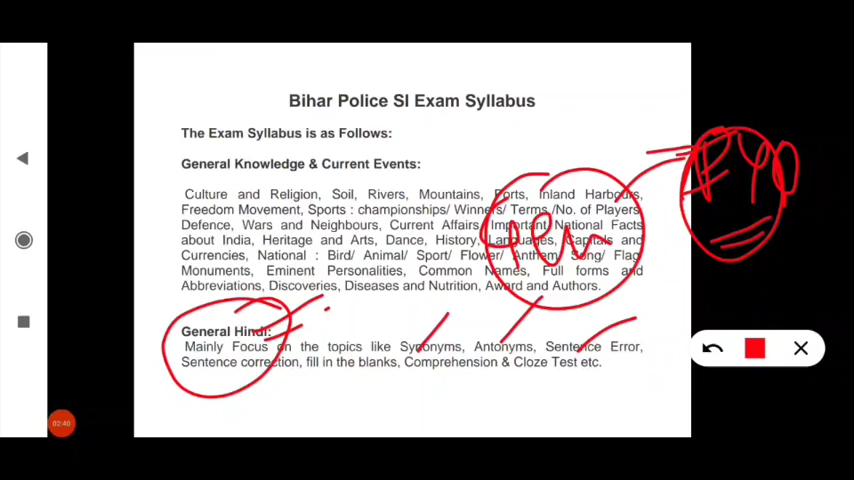 Bihar Police SI Exam Syllabus
The Exam Syllabus is as Follows:
General Knowledge & Current Events:
Culture and Religion, Soil, Rivers, Mountains, Ports, Inland Harbours,
Freedom Movement, Sports : championships/ Winners/ Terms /No. of Players,
Defence, Wars and Neighbours, Current Affairs, Important National Facts
about India, Heritage and Arts, Dance, History, Languages, Capitals and
Currencies, National : Bird/ Animal/ Sport/ Flower/ Anthem/ Song/ Flag
Monuments, Eminent Personalities, Common Names, Full forms and
Abbreviations, Discoveries, Diseases and Nutrition, Award and Authors.
General Hindi:
Mainly Focus on the topics like Synonyms, Antonyms, Sentence Error,
Sentence correction, fill in the blanks, Comprehension & Cloze Test etc.
02:40